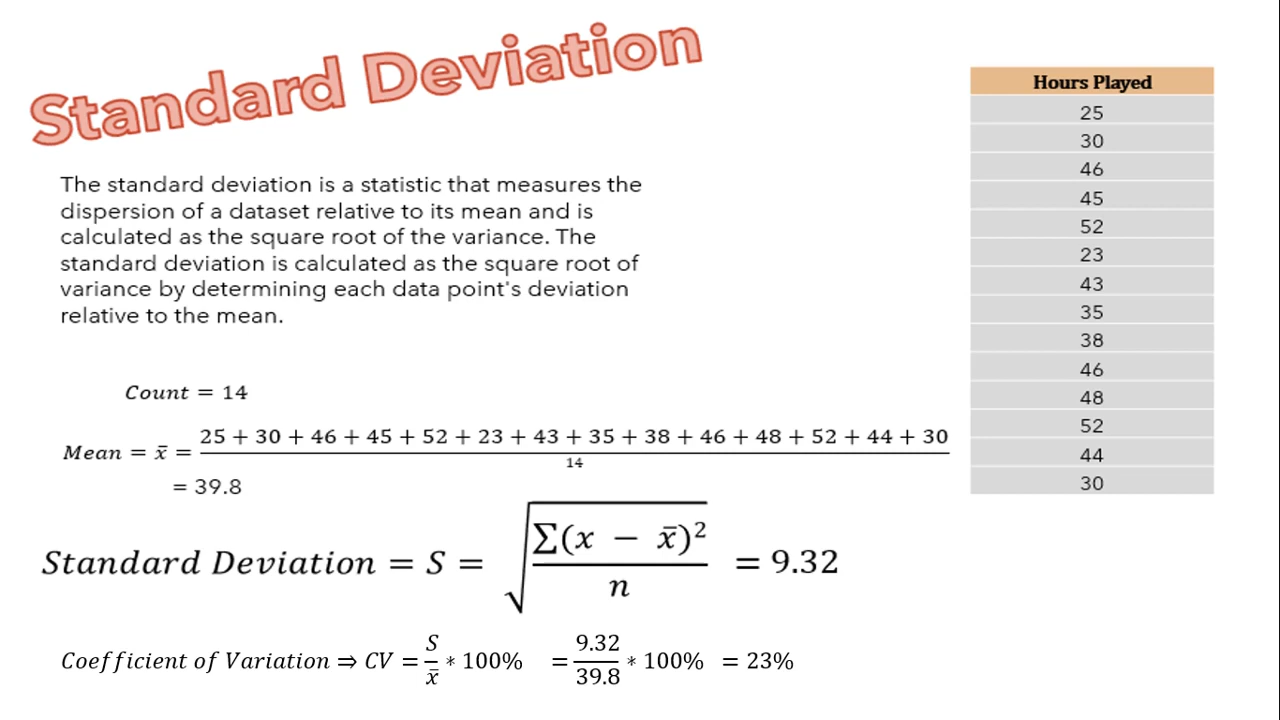 Standard Deviation
The standard deviation is a statistic that measures the
dispersion of a dataset relative to its mean and is
calculated as the square root of the variance. The
standard deviation is calculated as the square root of
variance by determining each data point's deviation
relative to the mean.
Count = 14
Mean = x̄ = (25 + 30 + 46 + 45 + 52 + 23 + 43 + 35 + 38 + 46 + 48 + 52 + 44 + 30) / 14
= 39.8
Standard Deviation = S = √(Σ(x − x̄)² / n) = 9.32
Coefficient of Variation ⇒ CV = S/x̄ * 100% = 9.32/39.8 * 100% = 23%
Hours Played
25
30
46
45
52
23
43
35
38
46
48
52
44
30